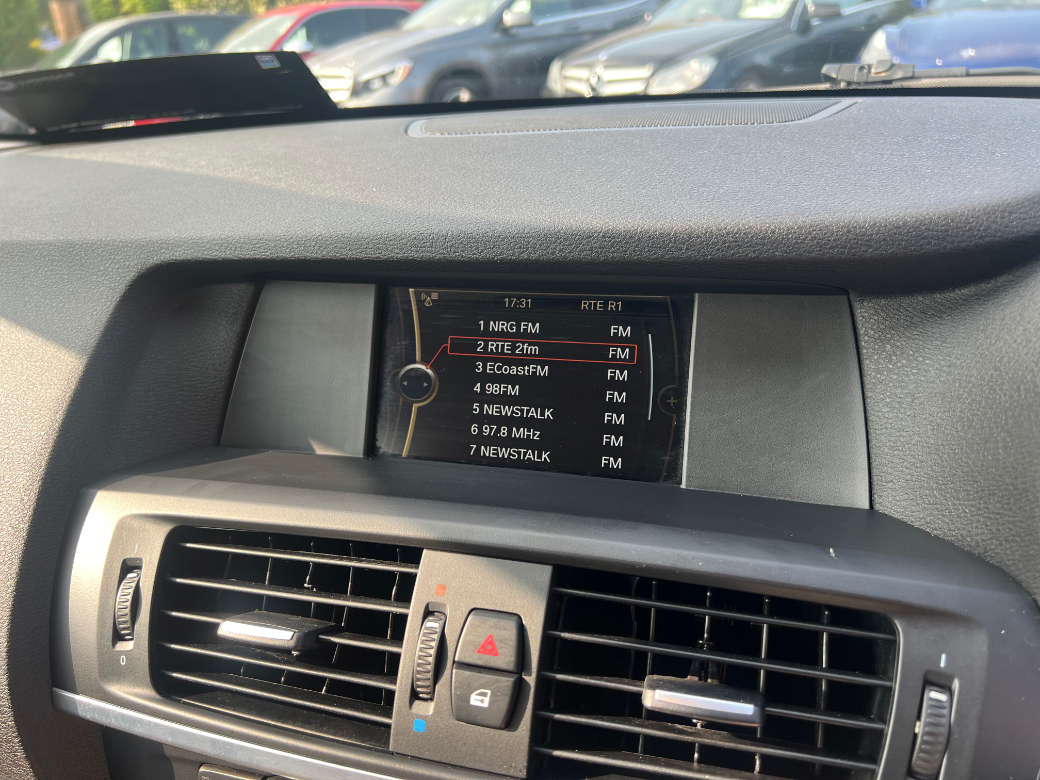 17:31 RTE R1
1 NRG FM FM
2 RTE 2fm FM
3 ECoastFM FM
4 98FM FM
5 NEWSTALK FM
6 97.8 MHz FM
7 NEWSTALK FM
0